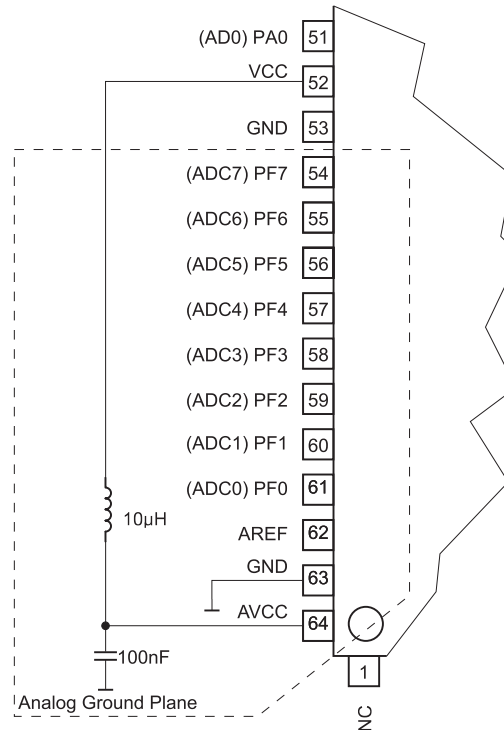 (AD0) PA0 51
VCC 52
GND 53
(ADC7) PF7 54
(ADC6) PF6 55
(ADC5) PF5 56
(ADC4) PF4 57
(ADC3) PF3 58
(ADC2) PF2 59
(ADC1) PF1 60
(ADC0) PF0 61
10µH
AREF 62
GND 63
AVCC 64
100nF
1
Analog Ground Plane
NC